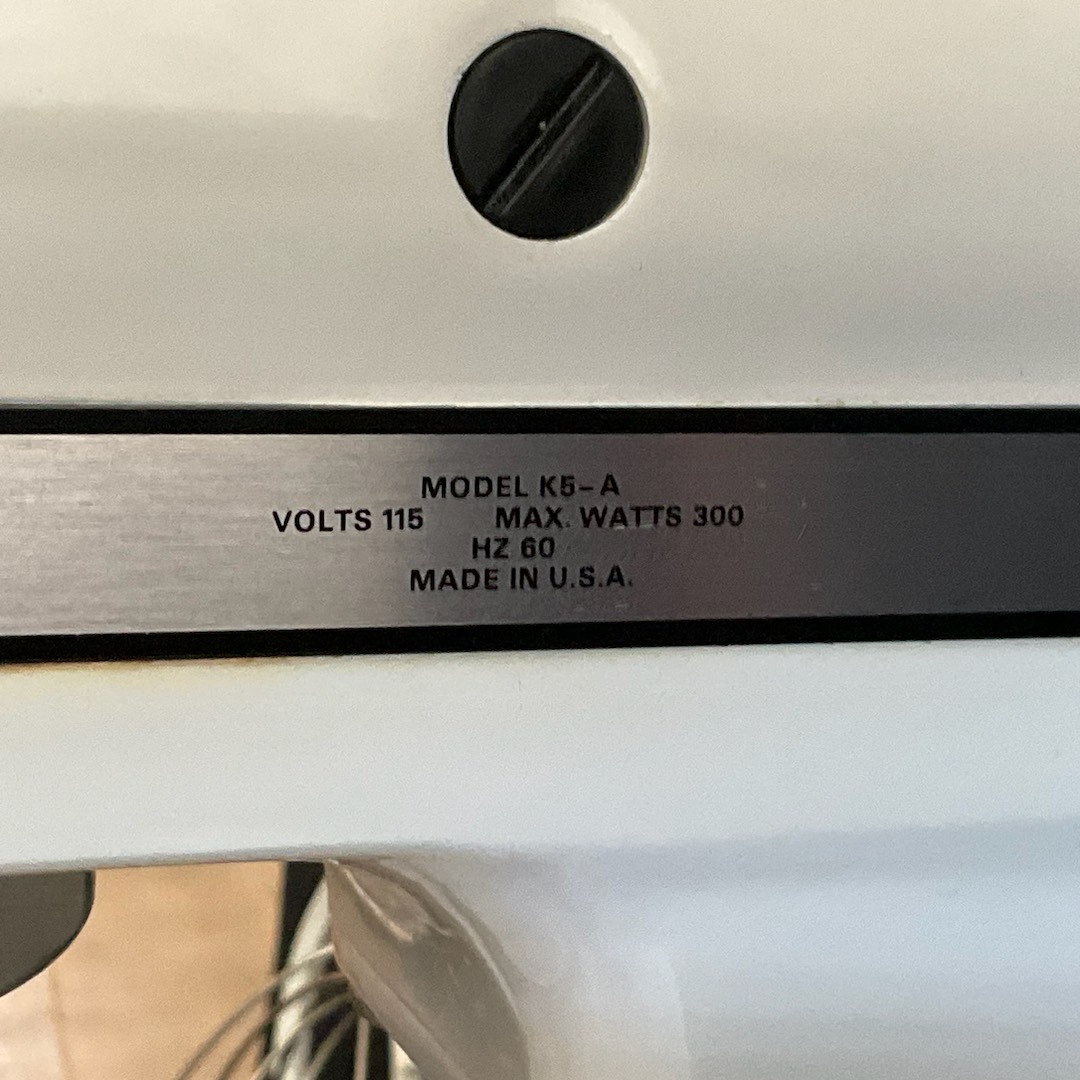 MODEL K5-A
VOLTS 115 MAX. WATTS 300
HZ 60
MADE IN U.S.A.